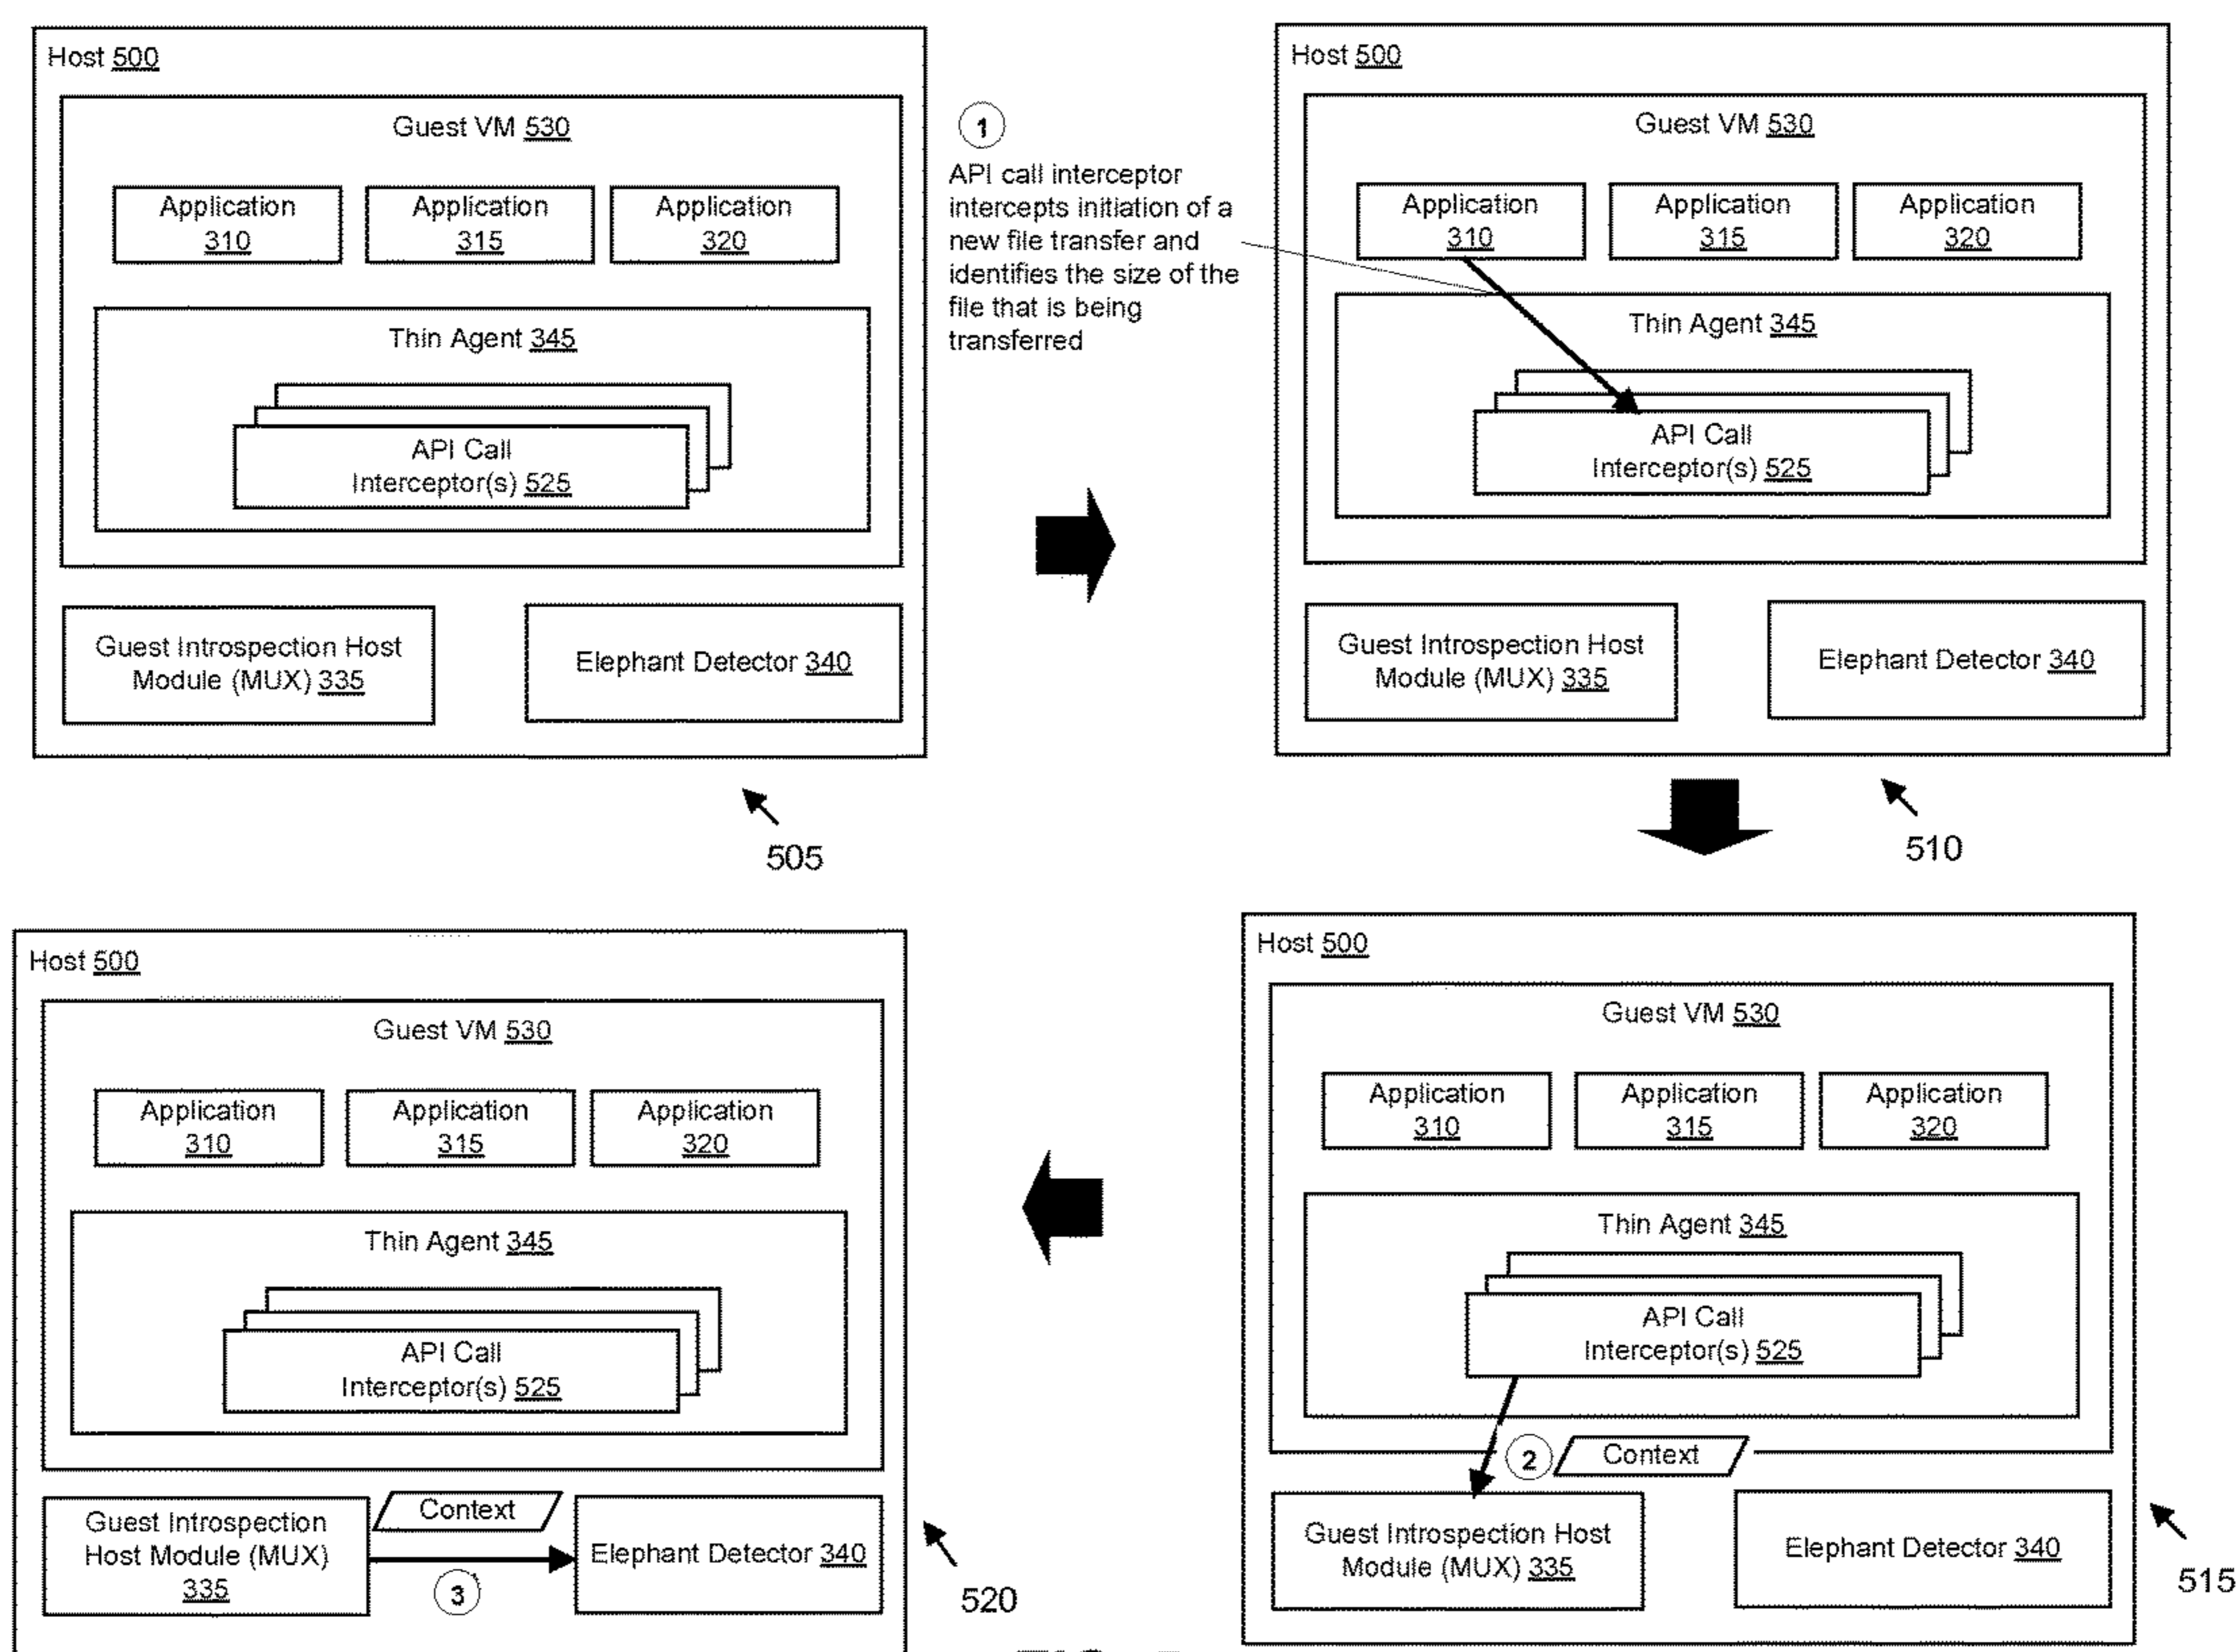 Host 500
Guest VM 530
Application
310
Application
315
Application
320
Thin Agent 345
API Call
Interceptor(s) 525
Guest Introspection Host
Module (MUX) 335
Elephant Detector 340
505
1
API call interceptor
intercepts initiation of a
new file transfer and
identifies the size of the
file that is being
transferred
Host 500
Guest VM 530
Application
310
Application
315
Application
320
Thin Agent 345
API Call
Interceptor(s) 525
Guest Introspection Host
Module (MUX) 335
Elephant Detector 340
510
Host 500
Guest VM 530
Application
310
Application
315
Application
320
Thin Agent 345
API Call
Interceptor(s) 525
2
Context
Guest Introspection Host
Module (MUX) 335
Elephant Detector 340
515
Host 500
Guest VM 530
Application
310
Application
315
Application
320
Thin Agent 345
API Call
Interceptor(s) 525
Guest Introspection
Host Module (MUX)
335
Context
3
Elephant Detector 340
520